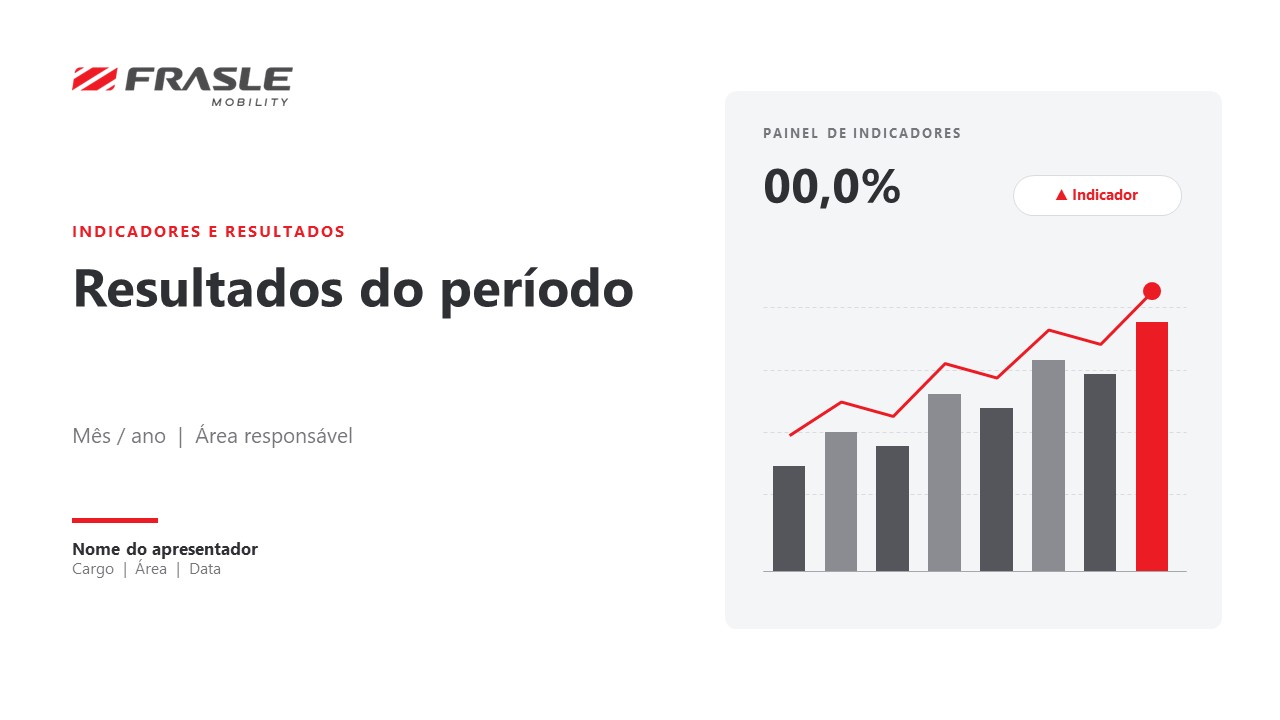 FRASLE
MOBILITY
INDICADORES E RESULTADOS
Resultados do período
Mês / ano | Área responsável
Nome do apresentador
Cargo | Área | Data
PAINEL DE INDICADORES
00,0%
▲ Indicador